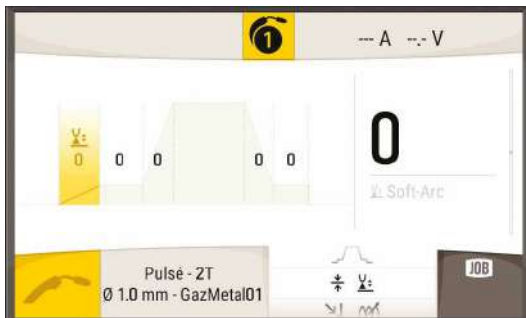 1
--- A --.- V
0
0 0 0 0 0
Soft-Arc
Pulsé - 2T
Ø 1.0 mm - GazMetal01
JOB